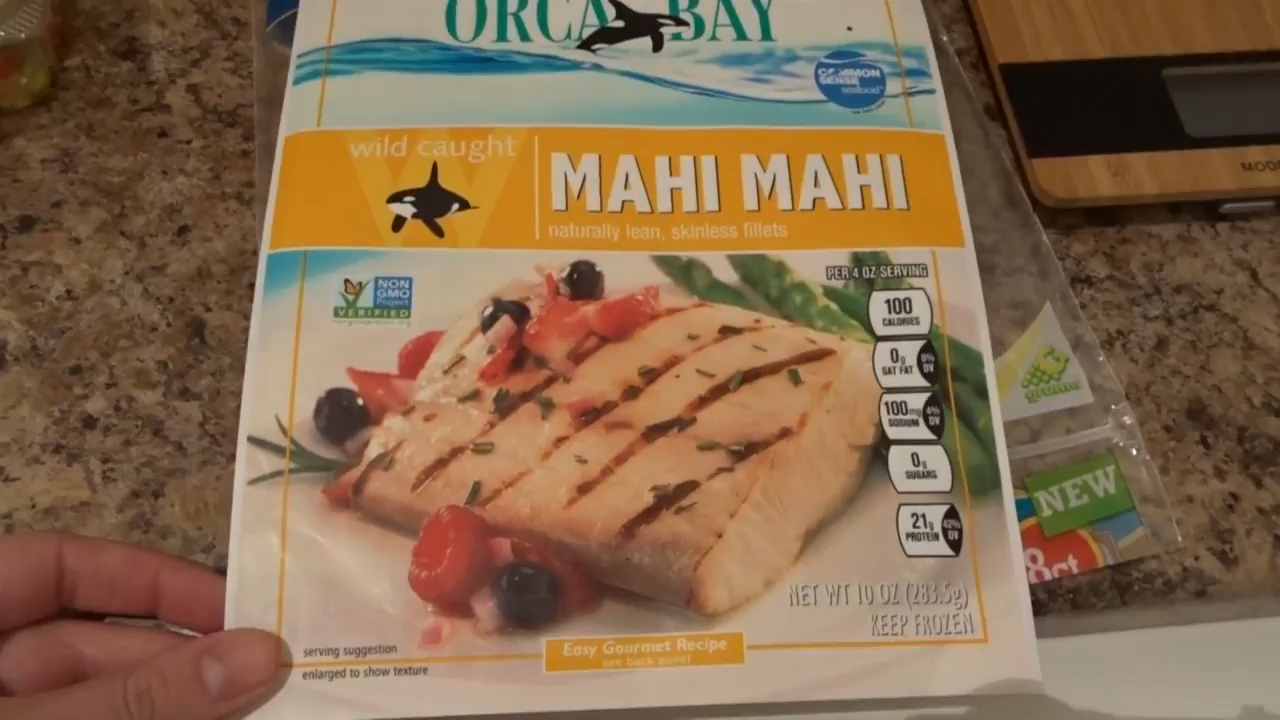 ORCA BAY
COMMON
SENSE
seafood
wild caught
MAHI MAHI
naturally lean, skinless fillets
NON
GMO
Project
VERIFIED
nongmoproject.org
PER 4 OZ SERVING
100
CALORIES
0g
SAT FAT
0%
DV
100mg
SODIUM
4%
DV
0g
SUGARS
21g
PROTEIN
42%
DV
NET WT 10 OZ (283.5g)
KEEP FROZEN
serving suggestion
enlarged to show texture
Easy Gourmet Recipe
see back panel
NEW
8ct
MOD